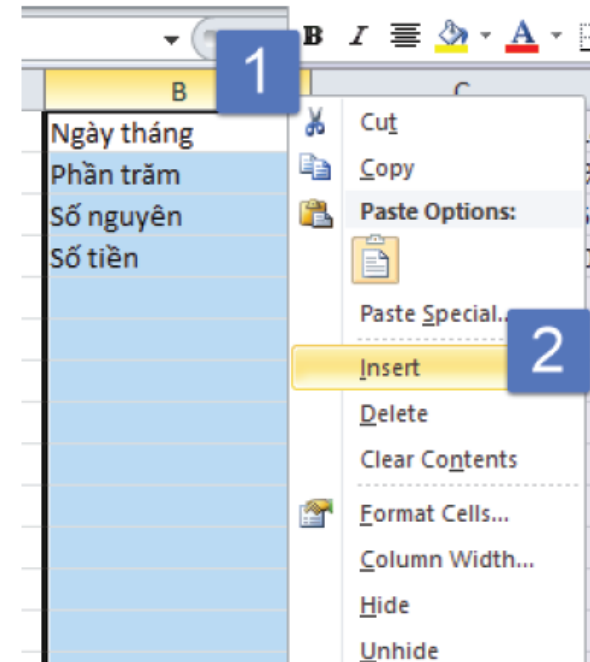 1
B I A
B C
Ngày tháng
Phần trăm
Số nguyên
Số tiền
Cut
Copy
Paste Options:
Paste Special..
2
Insert
Delete
Clear Contents
Format Cells...
Column Width...
Hide
Unhide